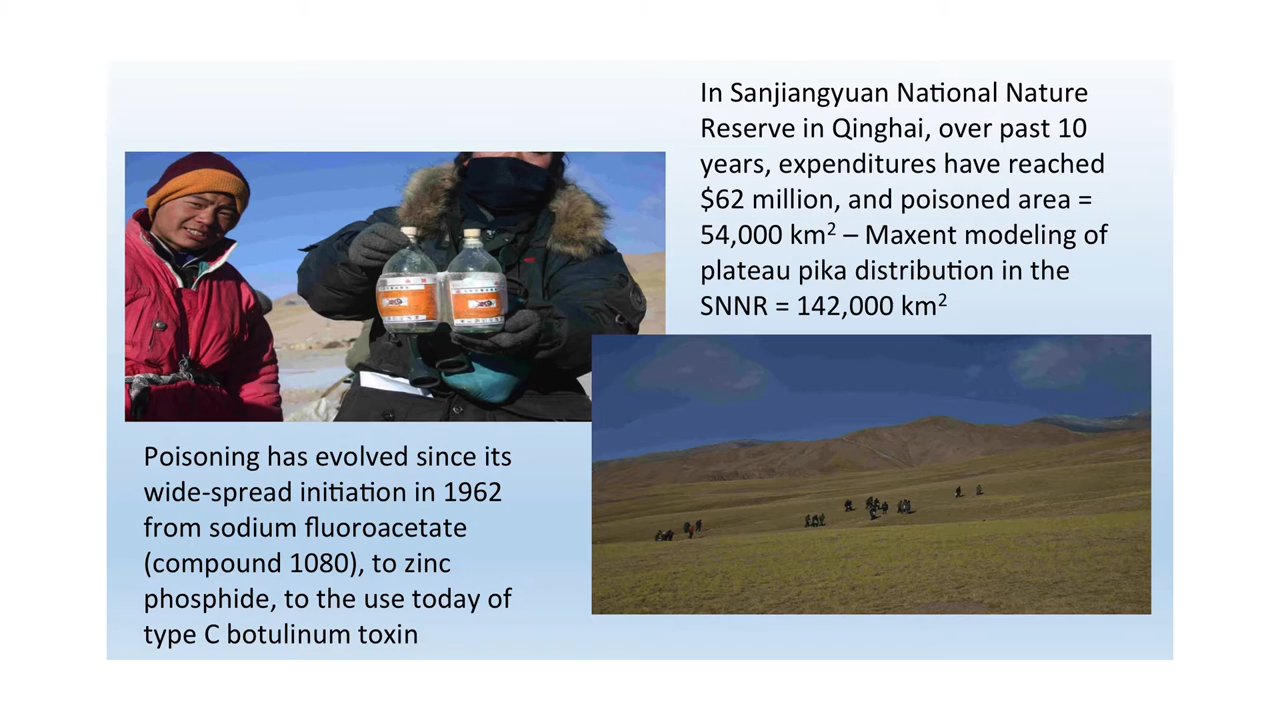 In Sanjiangyuan National Nature
Reserve in Qinghai, over past 10
years, expenditures have reached
$62 million, and poisoned area =
54,000 km² – Maxent modeling of
plateau pika distribution in the
SNNR = 142,000 km²
Poisoning has evolved since its
wide-spread initiation in 1962
from sodium fluoroacetate
(compound 1080), to zinc
phosphide, to the use today of
type C botulinum toxin